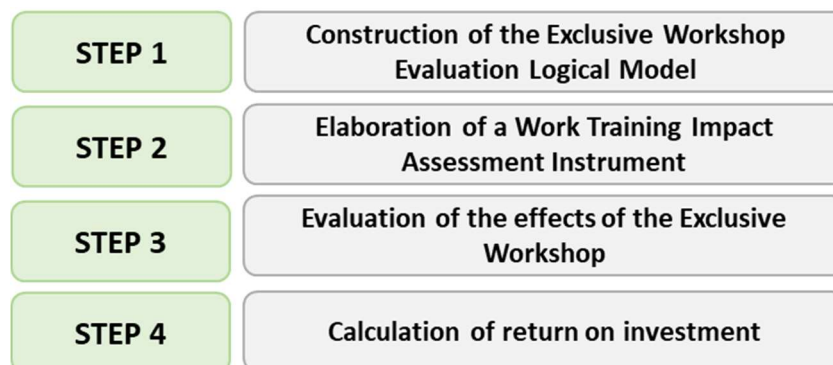 STEP 1
Construction of the Exclusive Workshop
Evaluation Logical Model
STEP 2
Elaboration of a Work Training Impact
Assessment Instrument
STEP 3
Evaluation of the effects of the Exclusive
Workshop
STEP 4
Calculation of return on investment